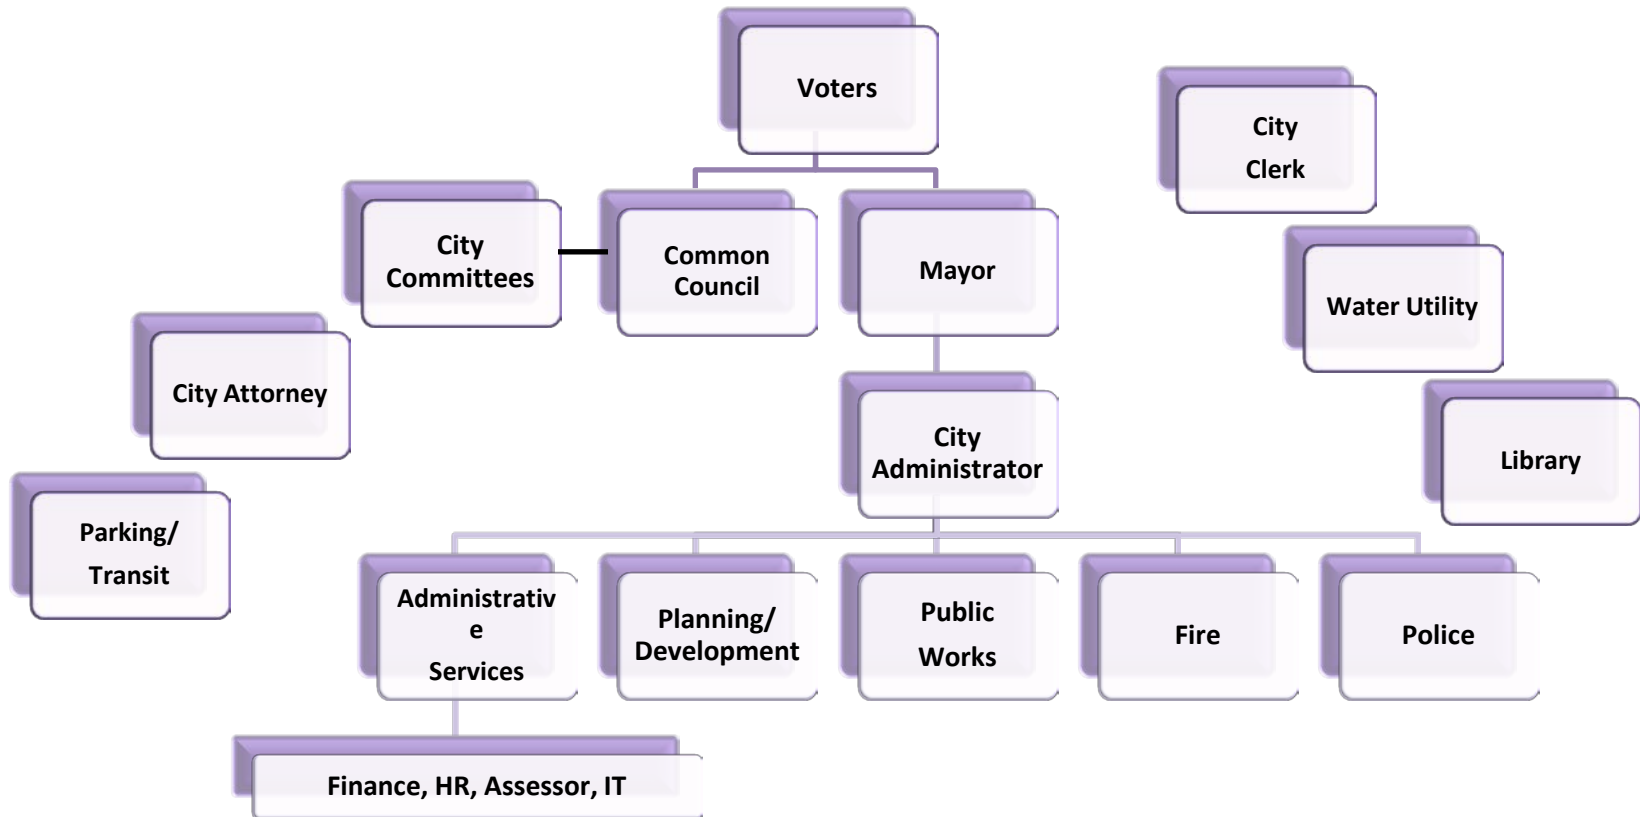 Voters
City
Clerk
City
Committees
Common
Council
Mayor
Water Utility
City Attorney
City
Administrator
Library
Parking/
Transit
Administrativ
e
Services
Planning/
Development
Public
Works
Fire
Police
Finance, HR, Assessor, IT